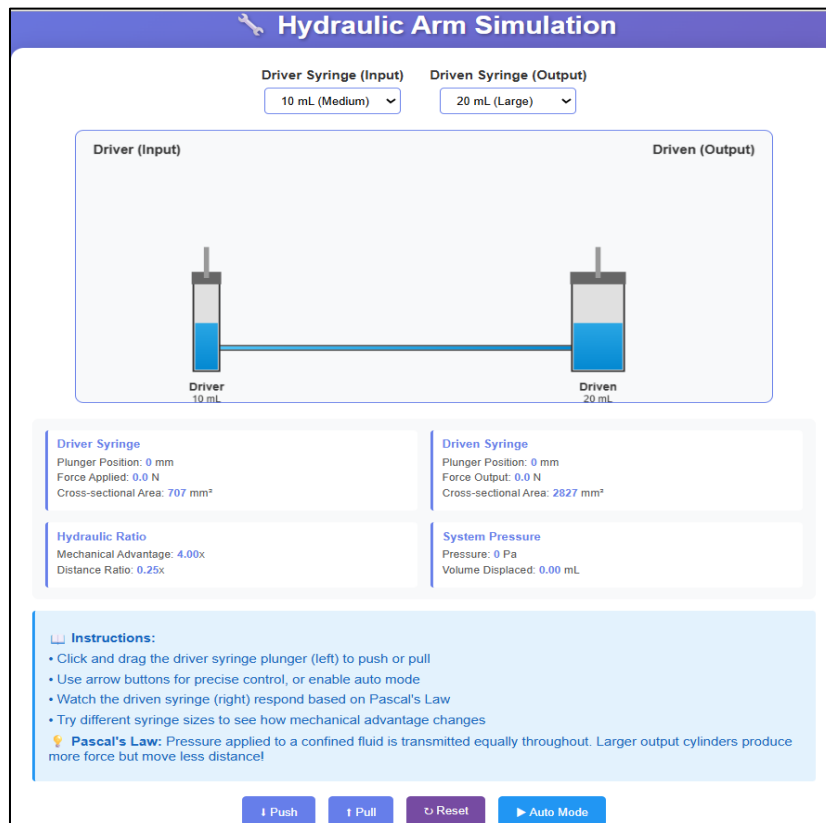 🔧 Hydraulic Arm Simulation
Driver Syringe (Input)
10 mL (Medium)
Driven Syringe (Output)
20 mL (Large)
Driver (Input)
Driven (Output)
Driver
10 mL
Driven
20 mL
Driver Syringe
Plunger Position: 0 mm
Force Applied: 0.0 N
Cross-sectional Area: 707 mm²
Driven Syringe
Plunger Position: 0 mm
Force Output: 0.0 N
Cross-sectional Area: 2827 mm²
Hydraulic Ratio
Mechanical Advantage: 4.00x
Distance Ratio: 0.25x
System Pressure
Pressure: 0 Pa
Volume Displaced: 0.00 mL
📖 Instructions:
• Click and drag the driver syringe plunger (left) to push or pull
• Use arrow buttons for precise control, or enable auto mode
• Watch the driven syringe (right) respond based on Pascal's Law
• Try different syringe sizes to see how mechanical advantage changes
💡 Pascal's Law: Pressure applied to a confined fluid is transmitted equally throughout. Larger output cylinders produce
more force but move less distance!
⬇ Push
⬆ Pull
↻ Reset
▶ Auto Mode